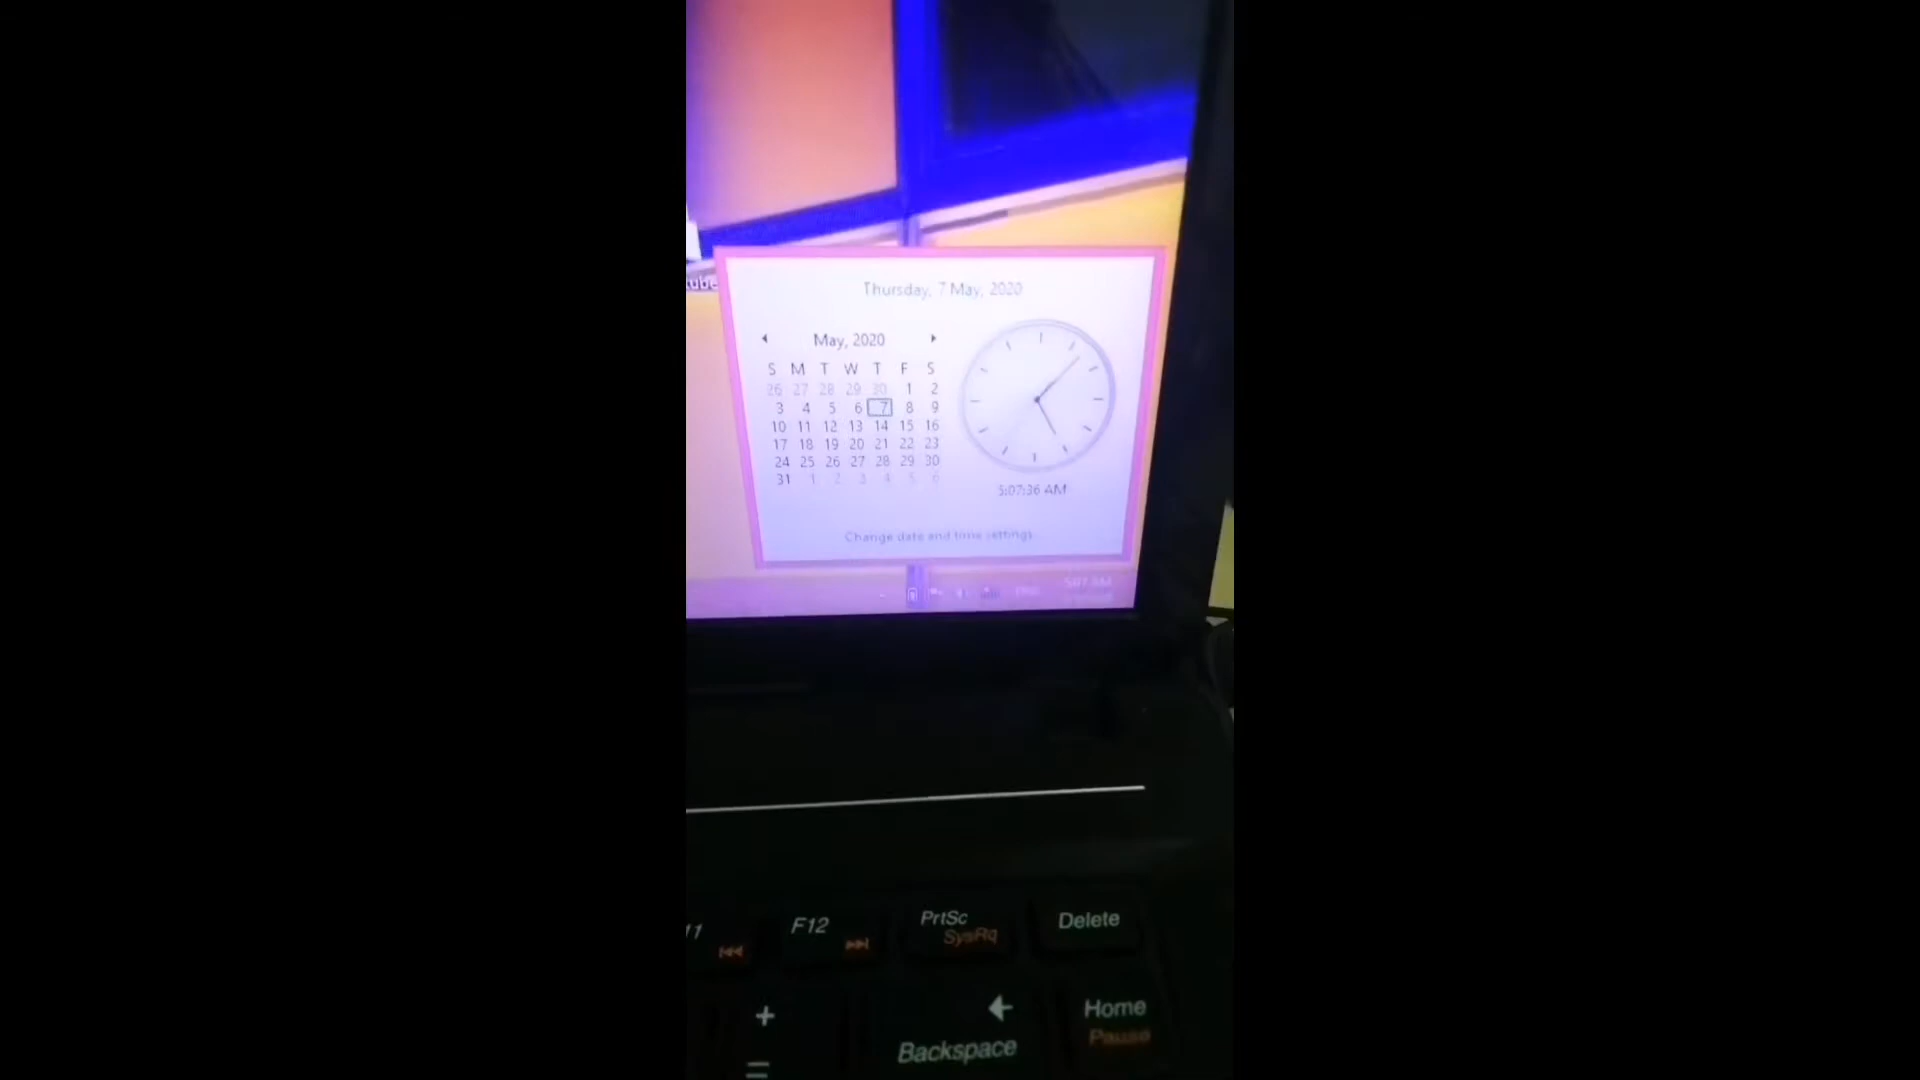 Thursday, 7 May, 2020
May, 2020
S M T W T F S
26 27 28 29 30 1 2
3 4 5 6 7 8 9
10 11 12 13 14 15 16
17 18 19 20 21 22 23
24 25 26 27 28 29 30
31 1 2 3 4 5 6
5:07:36 AM
Change date and time settings
5:07 AM
F12
PrtSc
SysRq
Delete
+
=
Backspace
Home
Pause